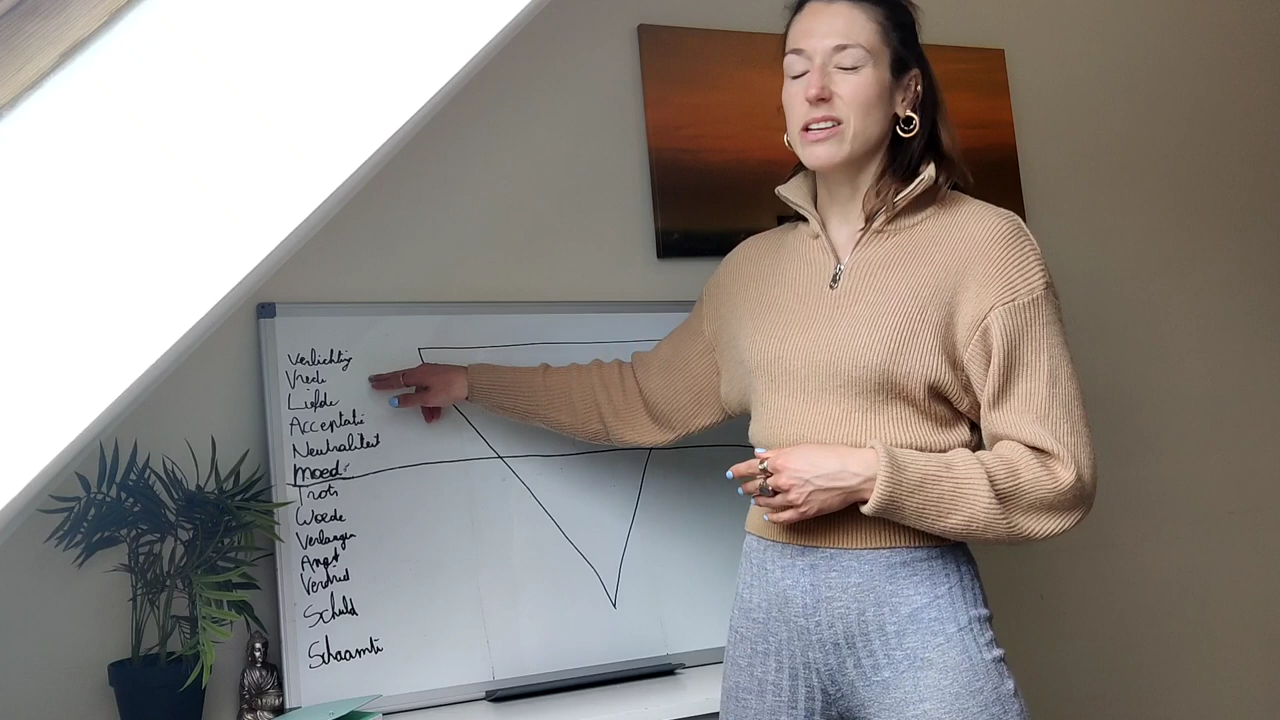 Verlichting
Vrede
Liefde
Acceptatie
Neutraliteit
Moed
Trots
Woede
Verlangen
Angst
Verdriet
Schuld
Schaamte